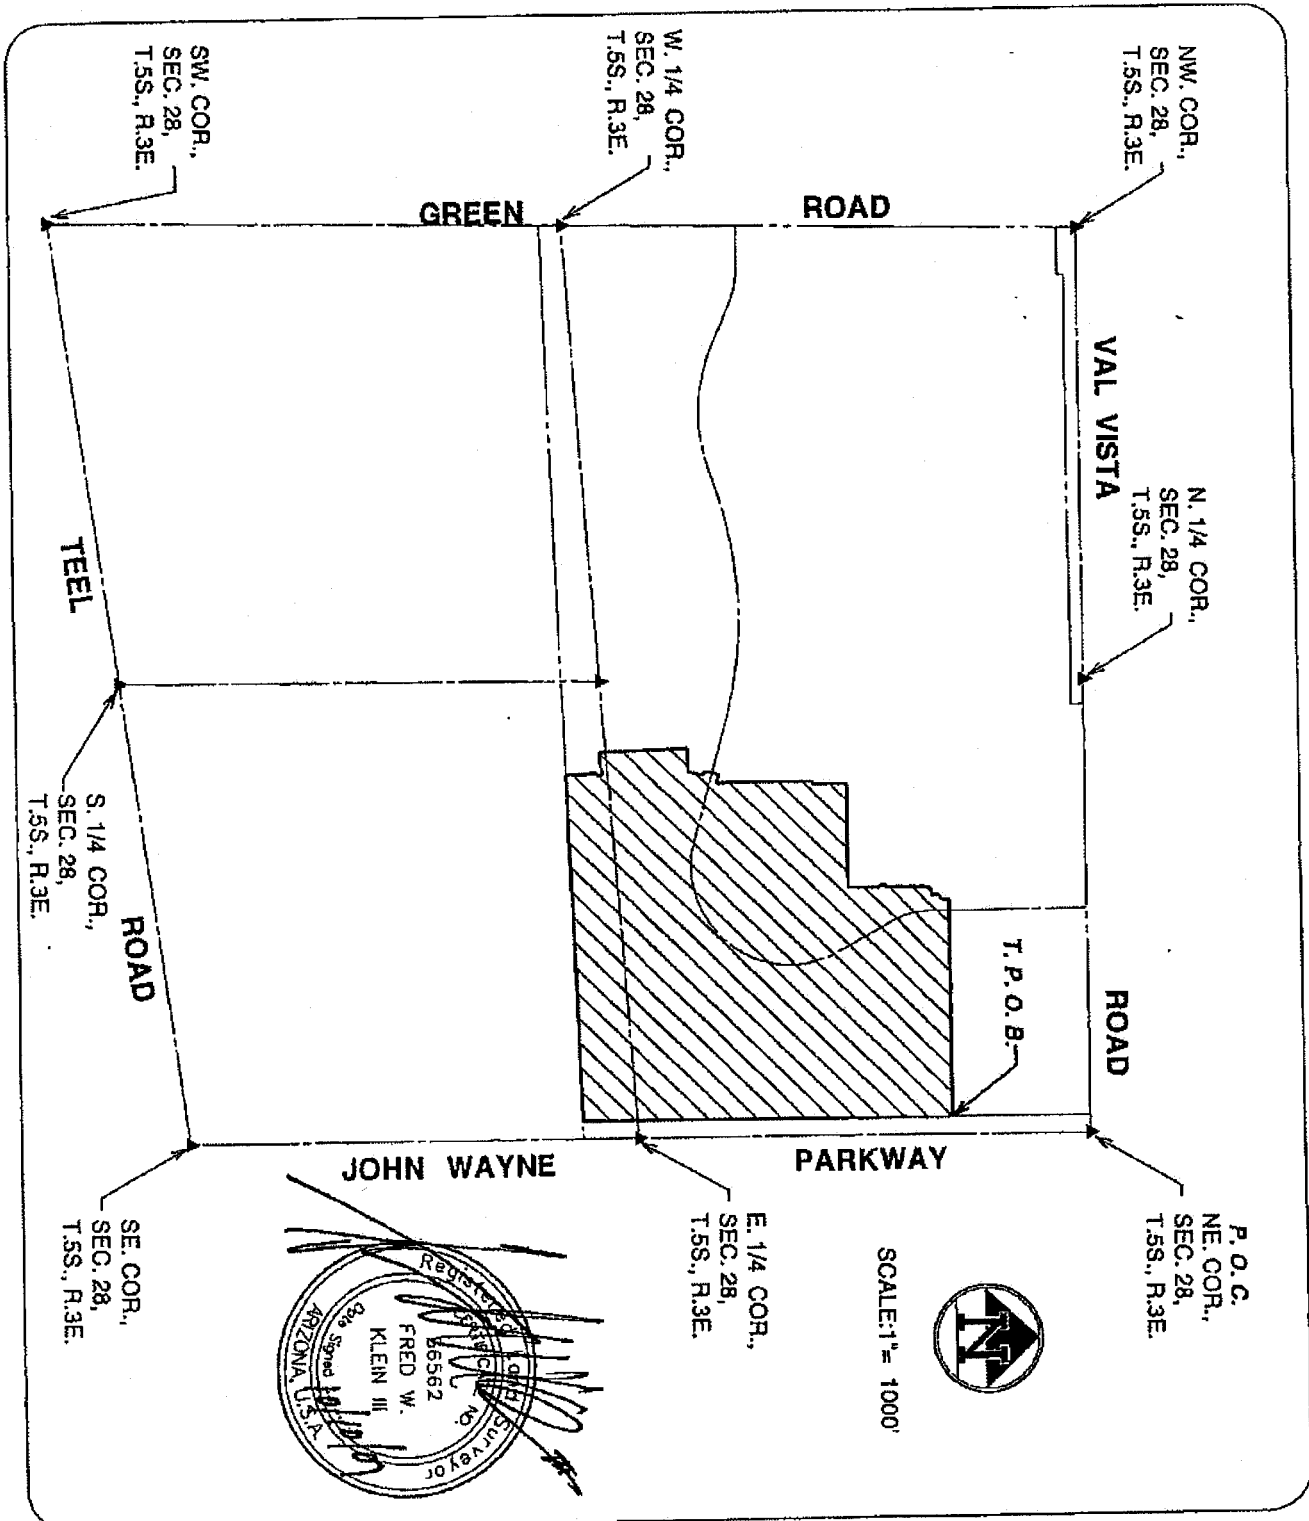 NW. COR.,
SEC. 28,
T.5S., R.3E.
VAL VISTA
N. 1/4 COR.,
SEC. 28,
T.5S., R.3E.
ROAD
P. O. C.
NE. COR.,
SEC. 28,
T.5S., R.3E.
GREEN
ROAD
W. 1/4 COR.,
SEC. 28,
T.5S., R.3E.
T. P. O. B.
SCALE:1"= 1000'
N
JOHN WAYNE
PARKWAY
E. 1/4 COR.,
SEC. 28,
T.5S., R.3E.
SW. COR.,
SEC. 28,
T.5S., R.3E.
TEEL
ROAD
S. 1/4 COR.,
SEC. 28,
T.5S., R.3E.
SE. COR.,
SEC. 28,
T.5S., R.3E.
Registered Land Surveyor
NO.
FRED W.
KLEIN III
Date Signed
ARIZONA, U.S.A.